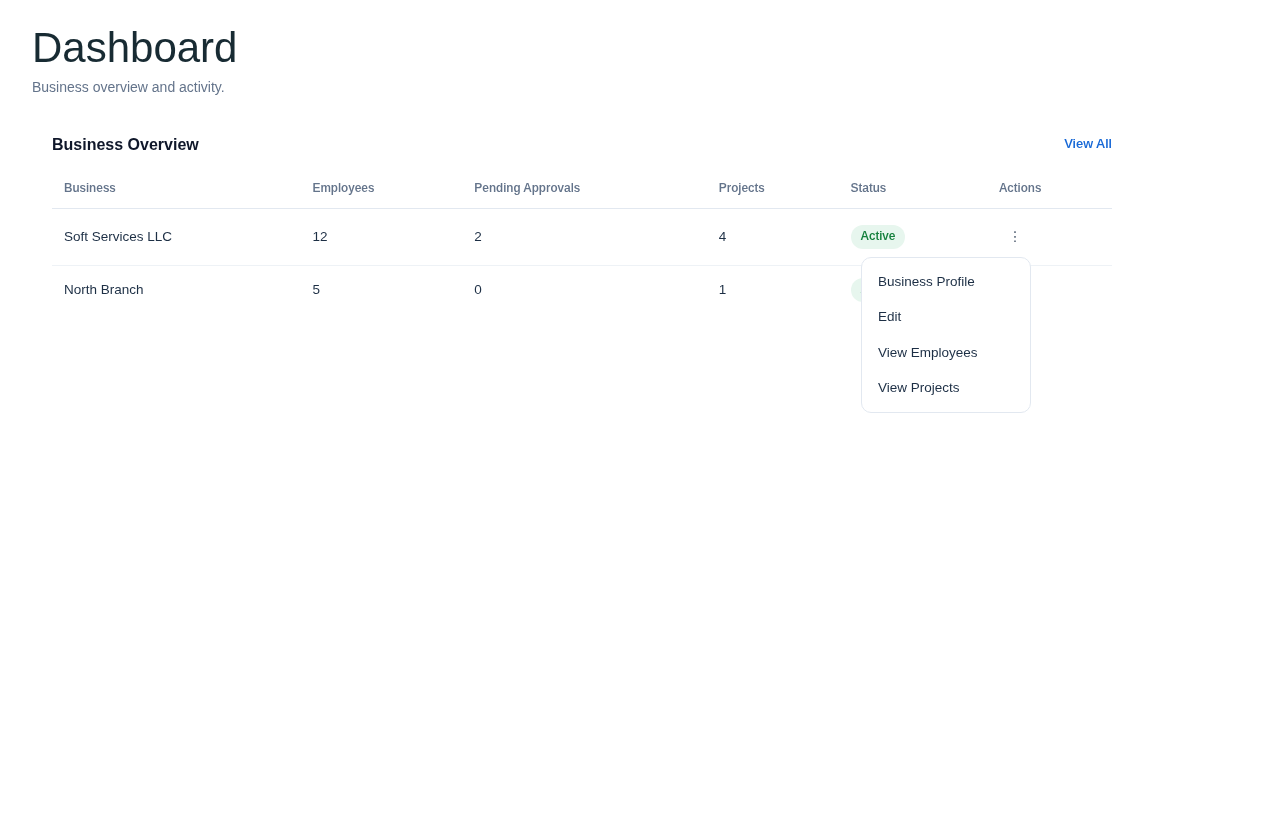 Dashboard
Business overview and activity.
Business Overview View All
Business Employees Pending Approvals Projects Status Actions
Soft Services LLC 12 2 4 Active ⋮
North Branch 5 0 1
Business Profile
Edit
View Employees
View Projects